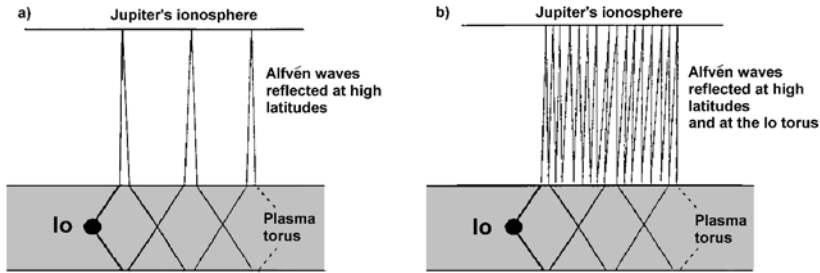 a)
Jupiter's ionosphere
Alfvén waves
reflected at high
latitudes
Io
Plasma
torus
b)
Jupiter's ionosphere
Alfvén waves
reflected at high
latitudes
and at the Io torus
Io
Plasma
torus